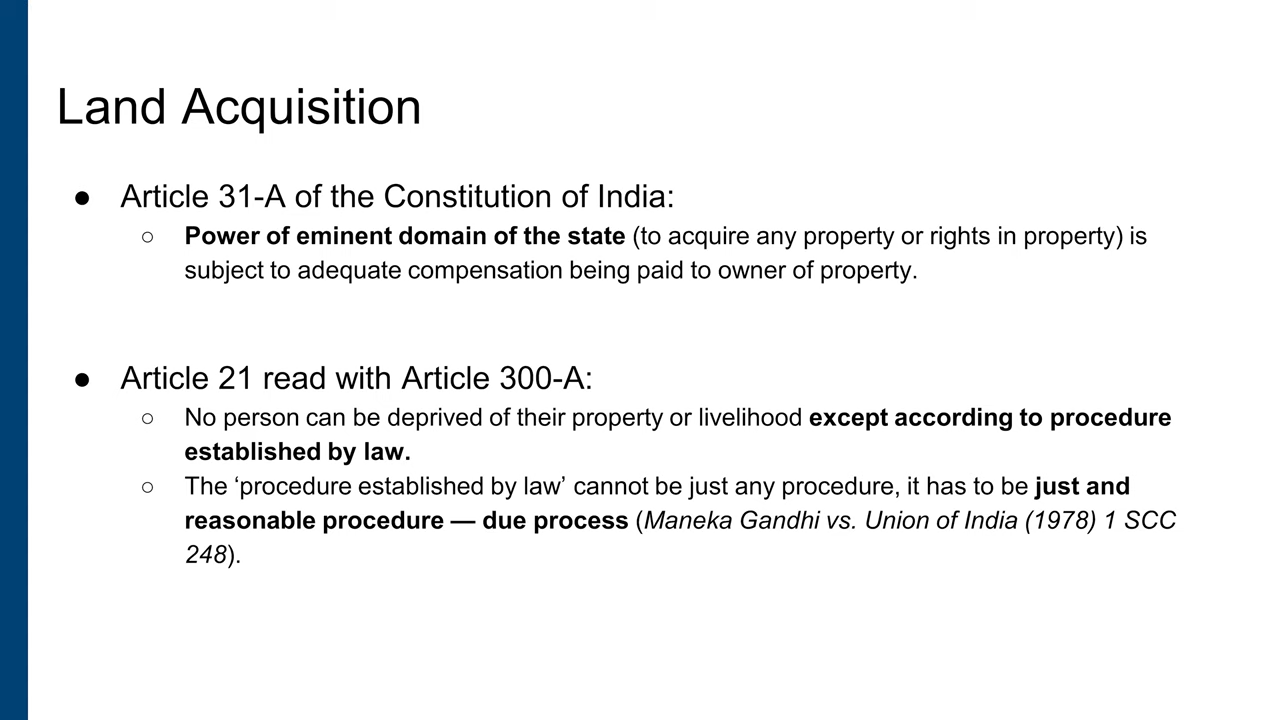 Land Acquisition
● Article 31-A of the Constitution of India:
○ Power of eminent domain of the state (to acquire any property or rights in property) is
subject to adequate compensation being paid to owner of property.
● Article 21 read with Article 300-A:
○ No person can be deprived of their property or livelihood except according to procedure
established by law.
○ The ‘procedure established by law’ cannot be just any procedure, it has to be just and
reasonable procedure — due process (Maneka Gandhi vs. Union of India (1978) 1 SCC
248).